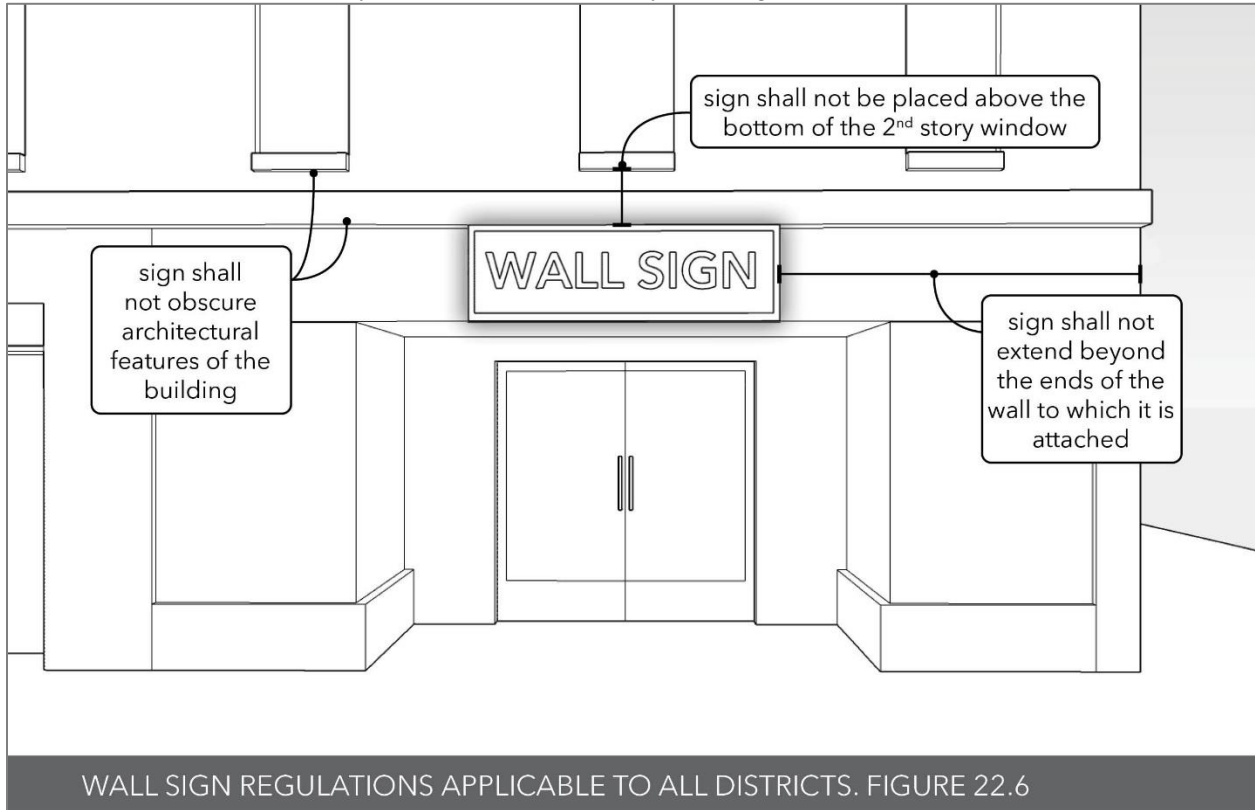 sign shall not be placed above the
bottom of the 2nd story window
WALL SIGN
sign shall
not obscure
architectural
features of the
building
sign shall not
extend beyond
the ends of the
wall to which it is
attached
WALL SIGN REGULATIONS APPLICABLE TO ALL DISTRICTS. FIGURE 22.6